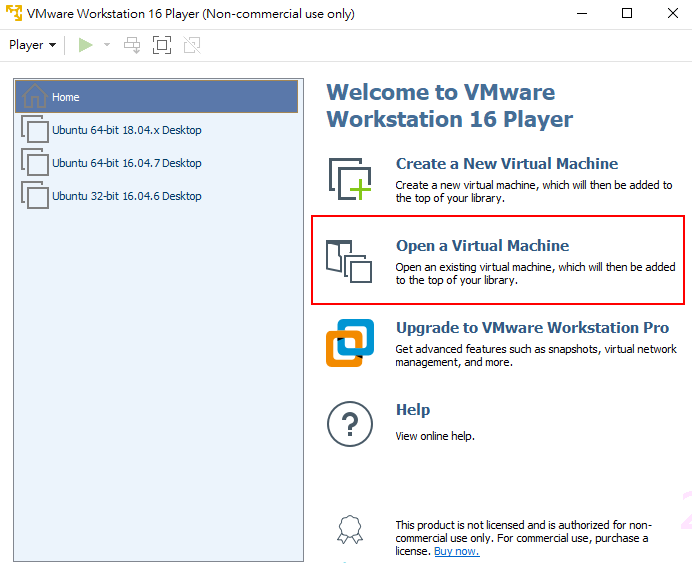 VMware Workstation 16 Player (Non-commercial use only)
Player
Home
Ubuntu 64-bit 18.04.x Desktop
Ubuntu 64-bit 16.04.7 Desktop
Ubuntu 32-bit 16.04.6 Desktop
Welcome to VMware
Workstation 16 Player
Create a New Virtual Machine
Create a new virtual machine, which will then be added
to the top of your library.
Open a Virtual Machine
Open an existing virtual machine, which will then be added
to the top of your library.
Upgrade to VMware Workstation Pro
Get advanced features such as snapshots, virtual network
management, and more.
?
Help
View online help.
2
This product is not licensed and is authorized for non-
commercial use only. For commercial use, purchase a
license. Buy now.